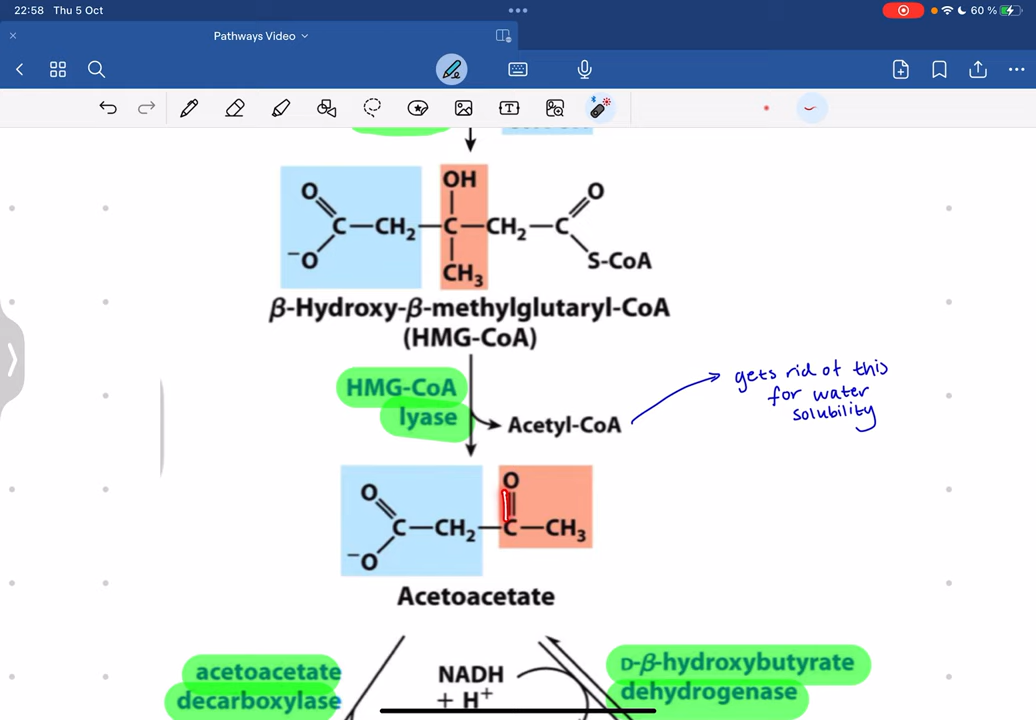 22:58 Thu 5 Oct
60 %
Pathways Video
T
O
OH
O
C—CH2—C—CH2—C
⁻O
CH3
S-CoA
β-Hydroxy-β-methylglutaryl-CoA
(HMG-CoA)
HMG-CoA
lyase
Acetyl-CoA
gets rid of this
for water
solubility
O
O
C—CH2—C—CH3
⁻O
Acetoacetate
acetoacetate
decarboxylase
NADH
+ H⁺
D-β-hydroxybutyrate
dehydrogenase